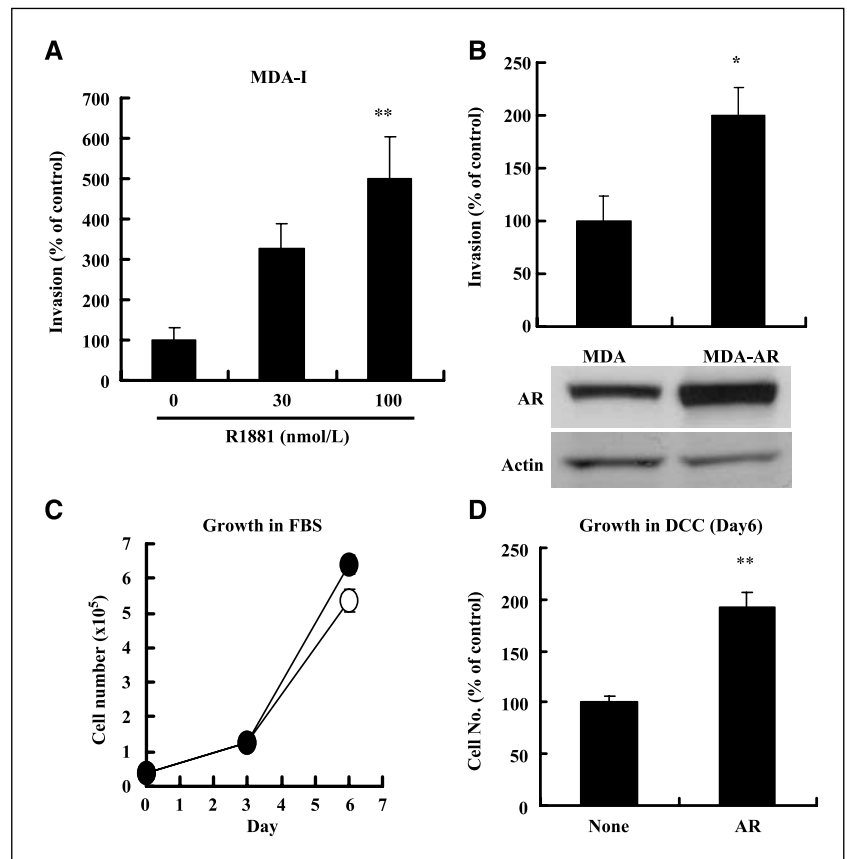 A
MDA-I
Invasion (% of control)
700
600
500
400
300
200
100
0
**
0 30 100
R1881 (nmol/L)
B
Invasion (% of control)
250
200
150
100
50
0
*
MDA MDA-AR
AR
Actin
C
Growth in FBS
Cell number (x10⁵)
7
6
5
4
3
2
1
0
0 1 2 3 4 5 6 7
Day
D
Growth in DCC (Day6)
Cell No. (% of control)
250
200
150
100
50
0
**
None AR